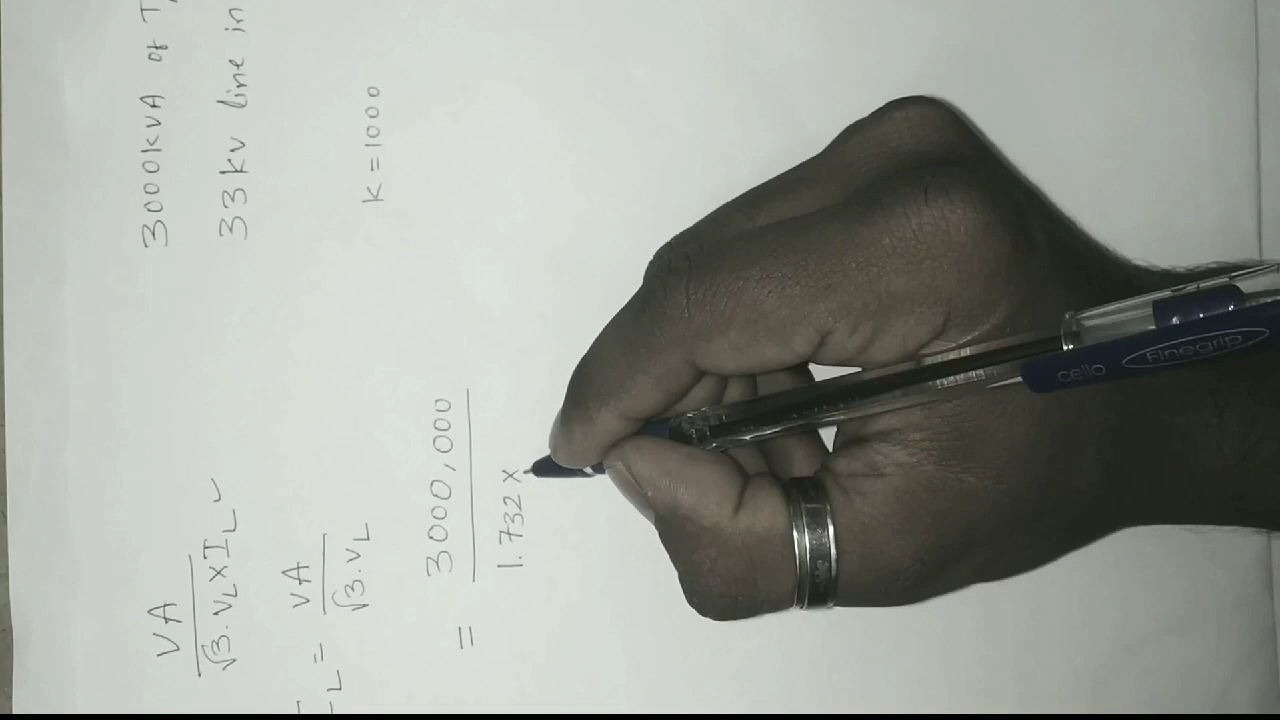 3000kVA of
33kV line in
K = 1000
VA
√3. VL X IL
IL = VA
√3. VL
= 3000,000
1.732 X
cello
Finegrip